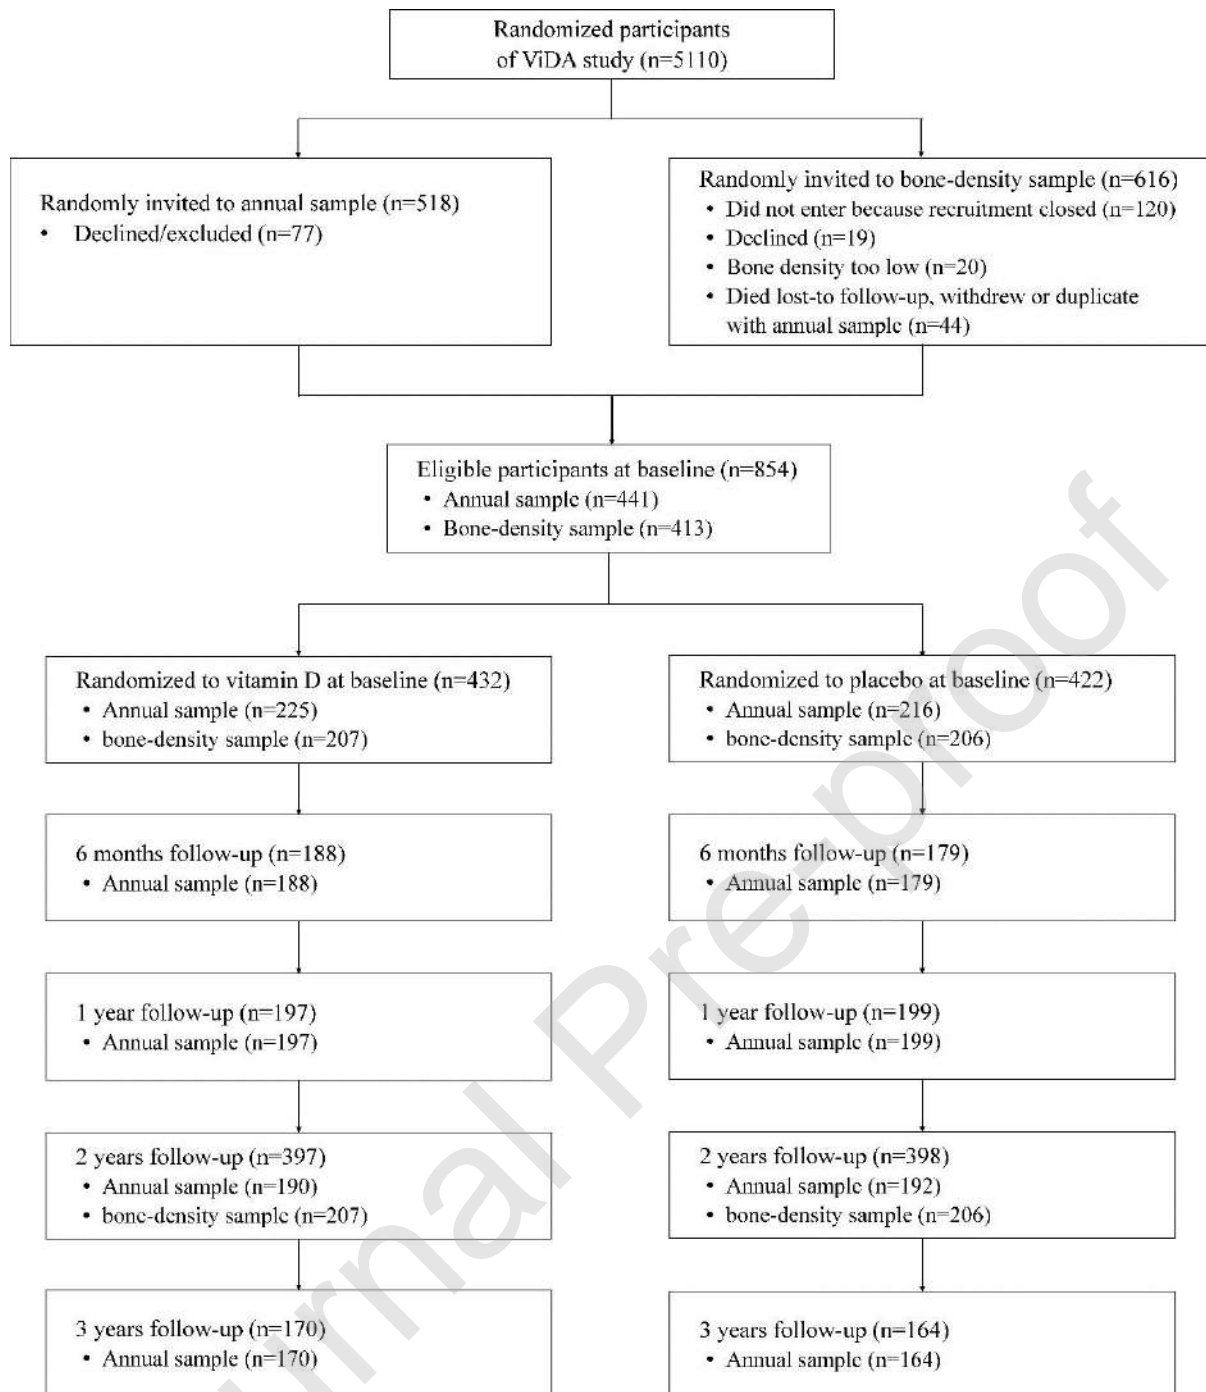 Randomized participants
of ViDA study (n=5110)
Randomly invited to annual sample (n=518)
• Declined/excluded (n=77)
Randomly invited to bone-density sample (n=616)
• Did not enter because recruitment closed (n=120)
• Declined (n=19)
• Bone density too low (n=20)
• Died lost-to follow-up, withdrew or duplicate
with annual sample (n=44)
Eligible participants at baseline (n=854)
• Annual sample (n=441)
• Bone-density sample (n=413)
Randomized to vitamin D at baseline (n=432)
• Annual sample (n=225)
• bone-density sample (n=207)
Randomized to placebo at baseline (n=422)
• Annual sample (n=216)
• bone-density sample (n=206)
6 months follow-up (n=188)
• Annual sample (n=188)
6 months follow-up (n=179)
• Annual sample (n=179)
1 year follow-up (n=197)
• Annual sample (n=197)
1 year follow-up (n=199)
• Annual sample (n=199)
2 years follow-up (n=397)
• Annual sample (n=190)
• bone-density sample (n=207)
2 years follow-up (n=398)
• Annual sample (n=192)
• bone-density sample (n=206)
3 years follow-up (n=170)
• Annual sample (n=170)
3 years follow-up (n=164)
• Annual sample (n=164)
rnal Pre-proof